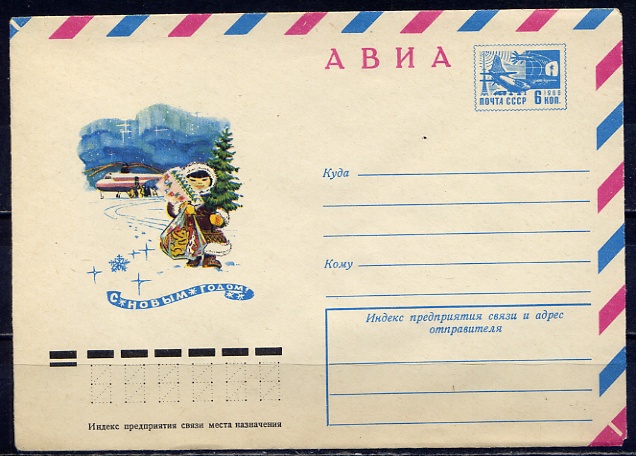 АВИА
1966
ПОЧТА СССР 6 КОП.
Куда
Кому
С НОВЫМ ГОДОМ!
Индекс предприятия связи и адрес
отправителя
Индекс предприятия связи места назначения